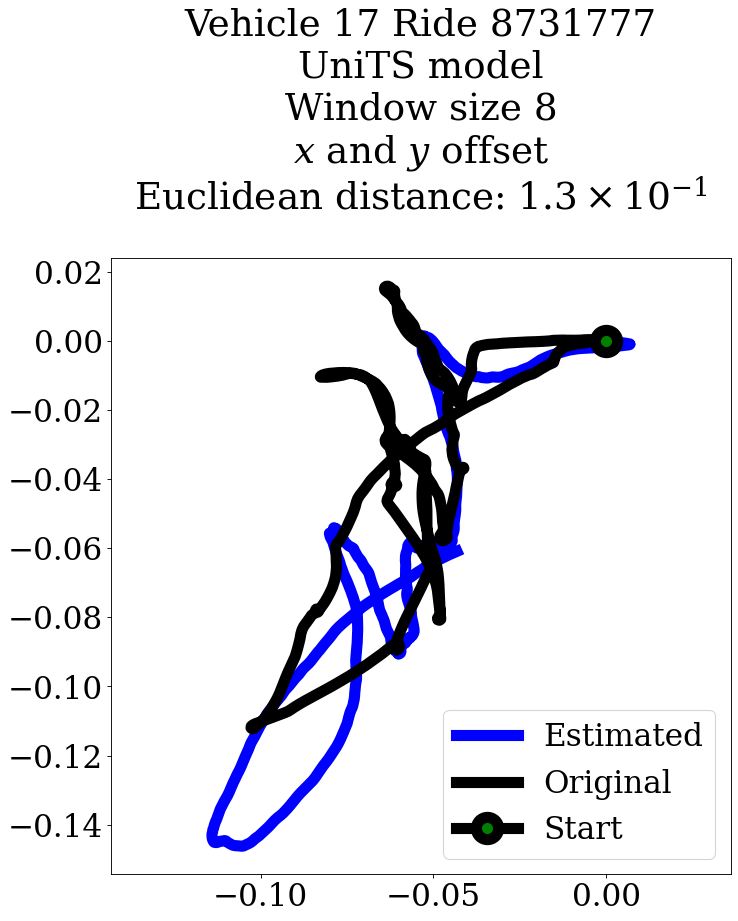 Vehicle 17 Ride 8731777
UniTS model
Window size 8
x and y offset
Euclidean distance: 1.3 × 10⁻¹
0.02
0.00
−0.02
−0.04
−0.06
−0.08
−0.10
−0.12
−0.14
−0.10
−0.05
0.00
Estimated
Original
Start